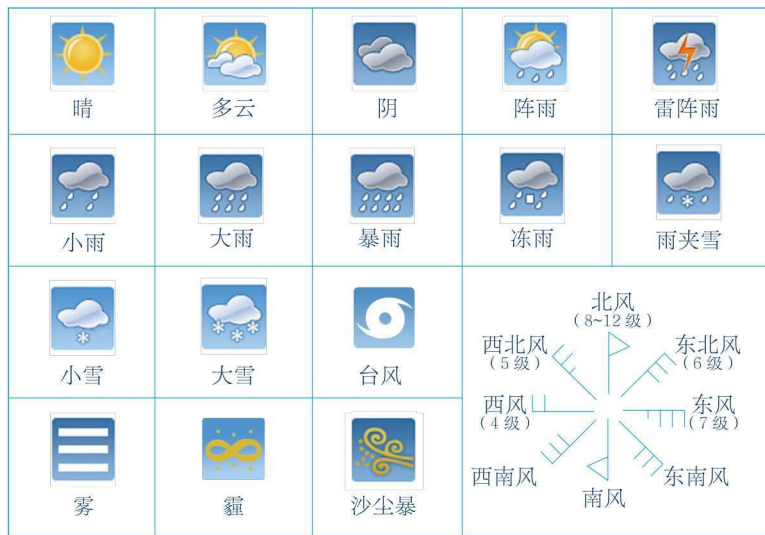 晴
多云
阴
阵雨
雷阵雨
小雨
大雨
暴雨
冻雨
雨夹雪
小雪
大雪
台风
雾
霾
沙尘暴
北风
(8~12级)
东北风
(6级)
东风
(7级)
东南风
南风
西南风
西风
(4级)
西北风
(5级)